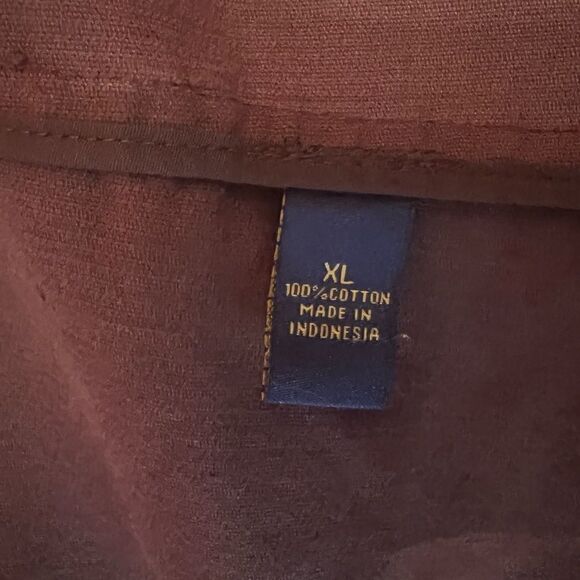 XL
100% COTTON
MADE IN
INDONESIA